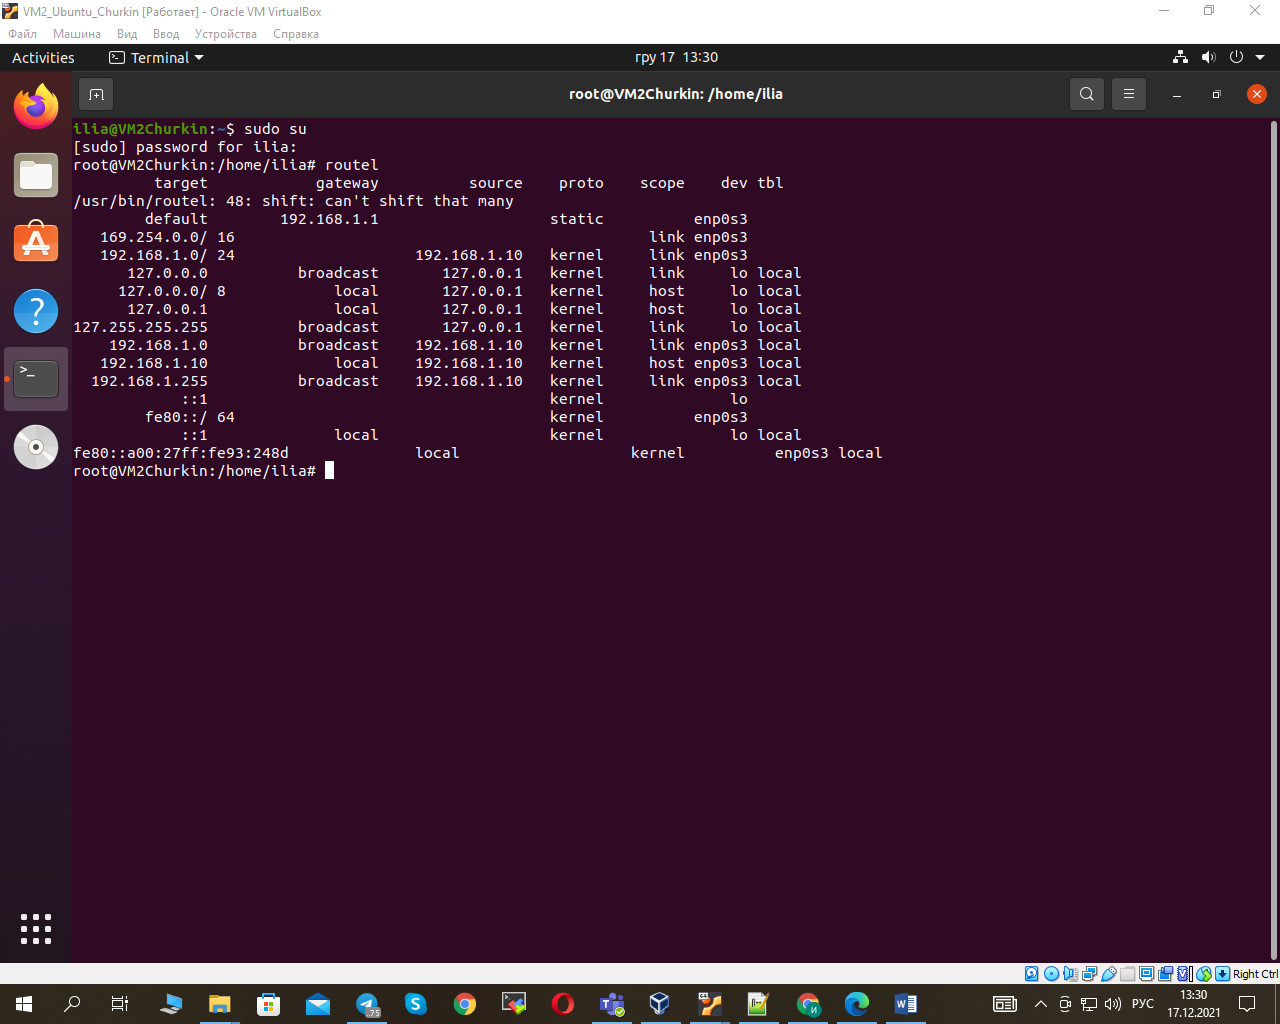 VM2_Ubuntu_Churkin [Работает] - Oracle VM VirtualBox
Файл Машина Вид Ввод Устройства Справка
Activities Terminal гру 17 13:30
root@VM2Churkin: /home/ilia
ilia@VM2Churkin:~$ sudo su
[sudo] password for ilia:
root@VM2Churkin:/home/ilia# routel
target gateway source proto scope dev tbl
/usr/bin/routel: 48: shift: can't shift that many
default 192.168.1.1 static enp0s3
169.254.0.0/ 16 link enp0s3
192.168.1.0/ 24 192.168.1.10 kernel link enp0s3
127.0.0.0 broadcast 127.0.0.1 kernel link lo local
127.0.0.0/ 8 local 127.0.0.1 kernel host lo local
127.0.0.1 local 127.0.0.1 kernel host lo local
127.255.255.255 broadcast 127.0.0.1 kernel link lo local
192.168.1.0 broadcast 192.168.1.10 kernel link enp0s3 local
192.168.1.10 local 192.168.1.10 kernel host enp0s3 local
192.168.1.255 broadcast 192.168.1.10 kernel link enp0s3 local
::1 kernel lo
fe80::/ 64 kernel enp0s3
::1 local kernel lo local
fe80::a00:27ff:fe93:248d local kernel enp0s3 local
root@VM2Churkin:/home/ilia#
Right Ctrl
РУС 13:30
17.12.2021